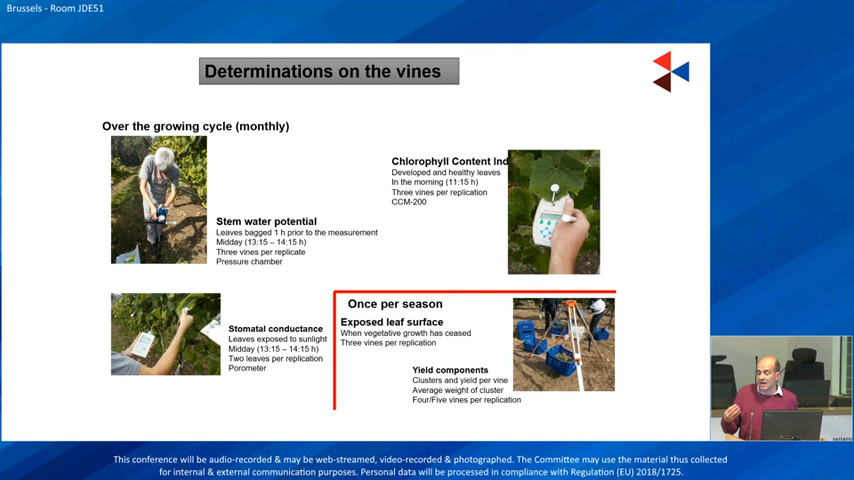 Brussels - Room JDE51
Determinations on the vines
Over the growing cycle (monthly)
Chlorophyll Content Ind
Developed and healthy leaves
In the morning (11:15 h)
Three vines per replication
CCM-200
Stem water potential
Leaves bagged 1 h prior to the measurement
Midday (13:15 – 14:15 h)
Three vines per replicate
Pressure chamber
Stomatal conductance
Leaves exposed to sunlight
Midday (13:15 – 14:15 h)
Two leaves per replication
Porometer
Once per season
Exposed leaf surface
When vegetative growth has ceased
Three vines per replication
Yield components
Clusters and yield per vine
Average weight of cluster
Four/Five vines per replication
This conference will be audio-recorded & may be web-streamed, video-recorded & photographed. The Committee may use the material thus collected
for internal & external communication purposes. Personal data will be processed in compliance with Regulation (EU) 2018/1725.